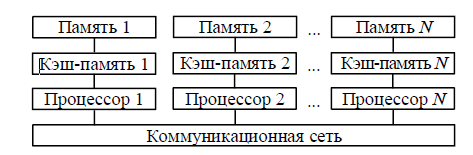 Память 1 Память 2 ... Память N
Кэш-память 1 Кэш-память 2 ... Кэш-память N
Процессор 1 Процессор 2 ... Процессор N
Коммуникационная сеть